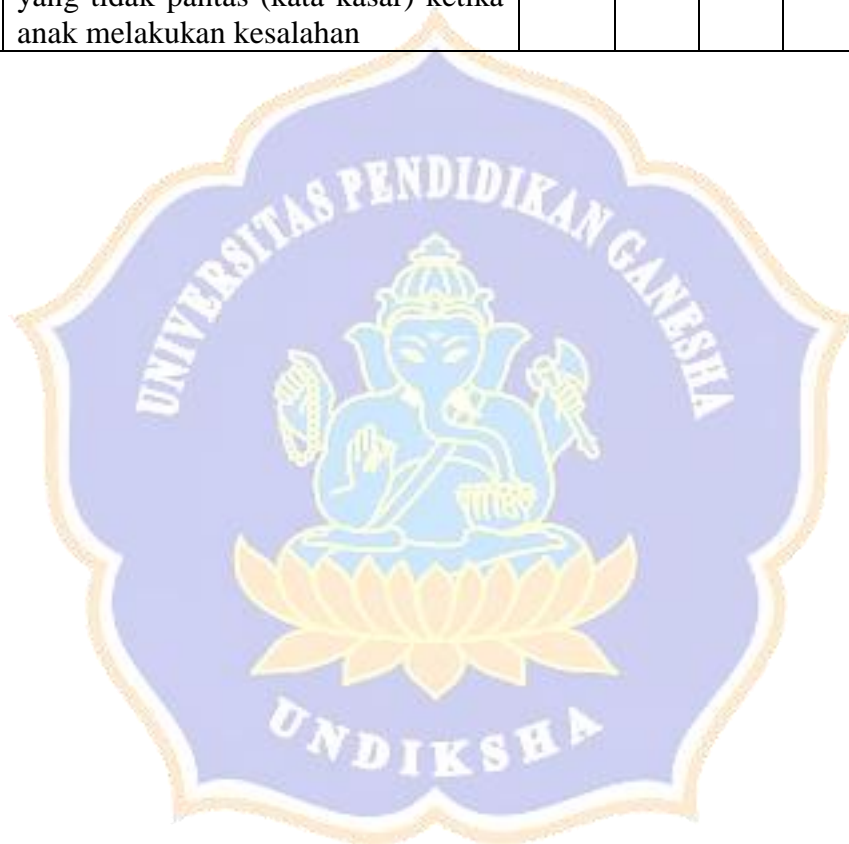 yang tidak pantas (kata kasar) ketika
anak melakukan kesalahan
UNIVERSITAS PENDIDIKAN GANESHA
UNDIKSHA